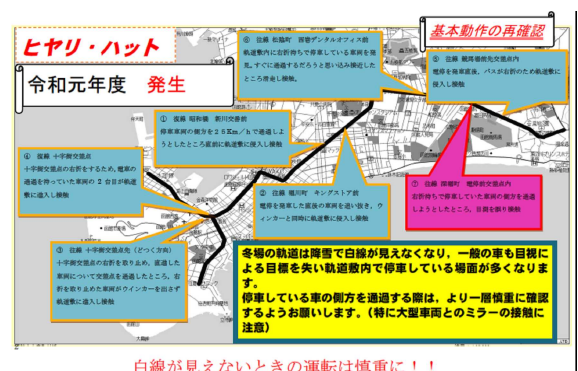 ヒヤリ・ハット
基本動作の再確認
令和元年度 発生
⑥ 往線 松風町 西巻デンタルオフィス前
軌道敷内に右折待ちで停車している車両を発
見。すぐに通過するだろうと思い込み接近した
ところ滑走し接触。
⑤ 往線 競馬場前先交差点内
電停を発車直後、バスが右折のため軌道敷に
侵入し接触
① 復線 昭和橋 新川交番前
停車車両の側方を25Km/hで通過しよ
うとしたところ直前に軌道敷に進入し接触
④ 復線 十字街交差点
十字街交差点の右折をするため、電車の
通過を待っていた車両の2台目が軌道
敷に進入し接触
② 往線 堀川町 キングストア前
電停を発車した直後の車両を追い抜き、ウ
ィンカーと同時に軌道敷に侵入し接触
⑦ 往線 深堀町 電停前交差点内
右折待ちで停車している車両の側方を通過
しようとしたところ、目測を誤り接触
③ 往線 十字街交差点先(どつく方向)
十字街交差点の右折を取り止め、直進した
車両について交差点を通過したところ、右
折を取り止めた車両がウインカーを出さず
軌道敷に進入し接触
冬場の軌道は降雪で白線が見えなくなり、一般の車も目視に
よる目標を失い軌道敷内で停車している場面が多くなりま
す。
停車している車の側方を通過する際は、より一層慎重に確認
するようお願いします。(特に大型車両とのミラーの接触に
注意)
白線が見えないときの運転は慎重に!!